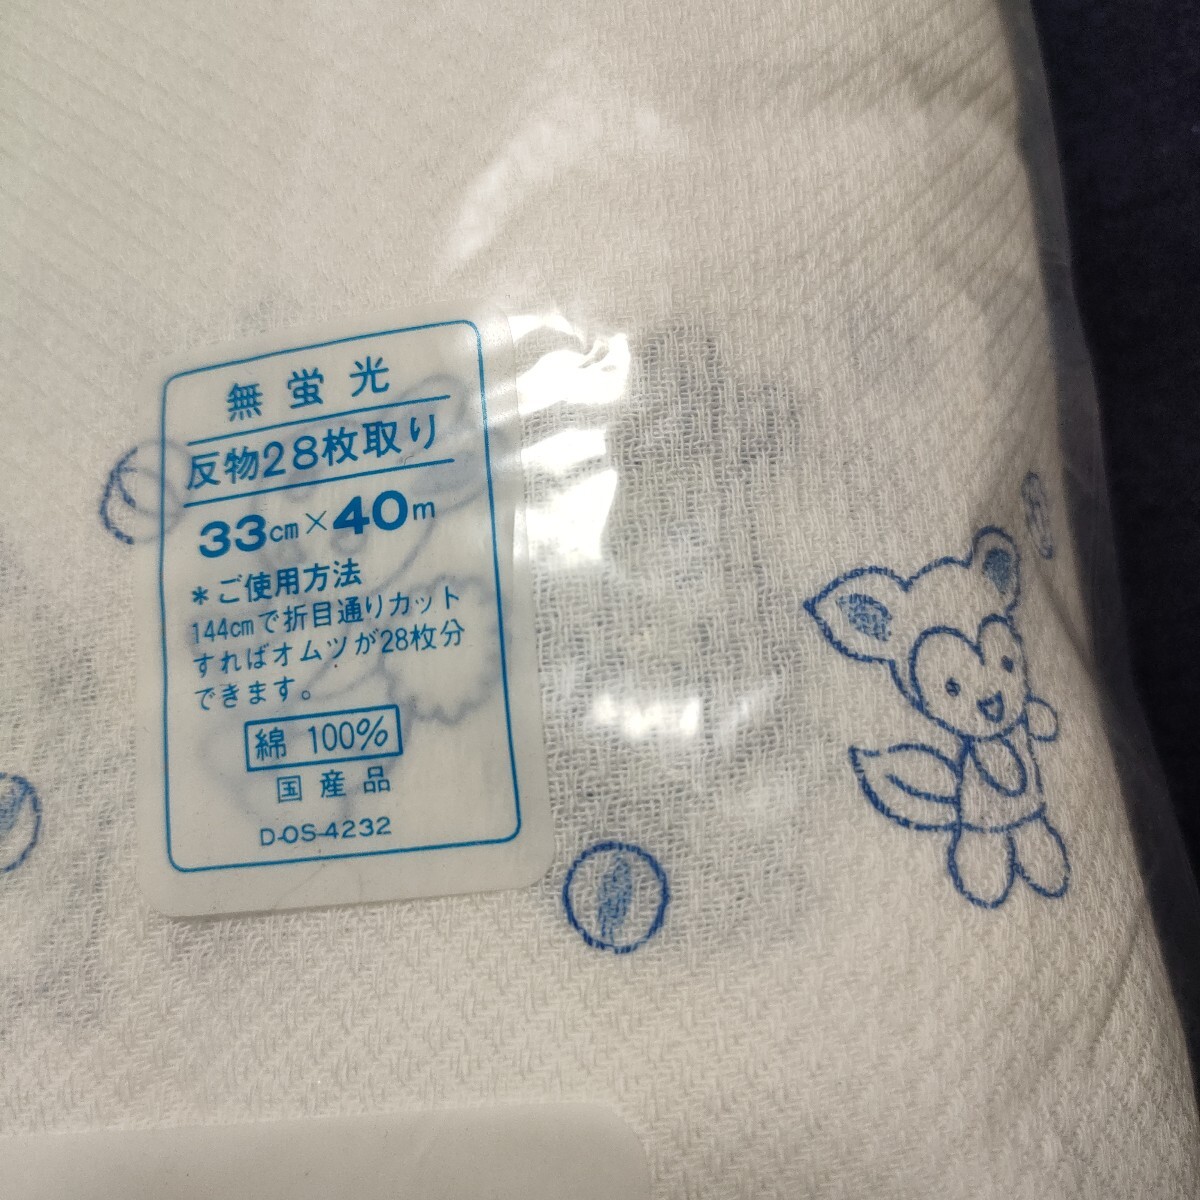 無蛍光
反物28枚取り
33cm×40m
＊ご使用方法
144cmで折目通りカット
すればオムツが28枚分
できます。
綿 100%
国産品
D-OS-4232